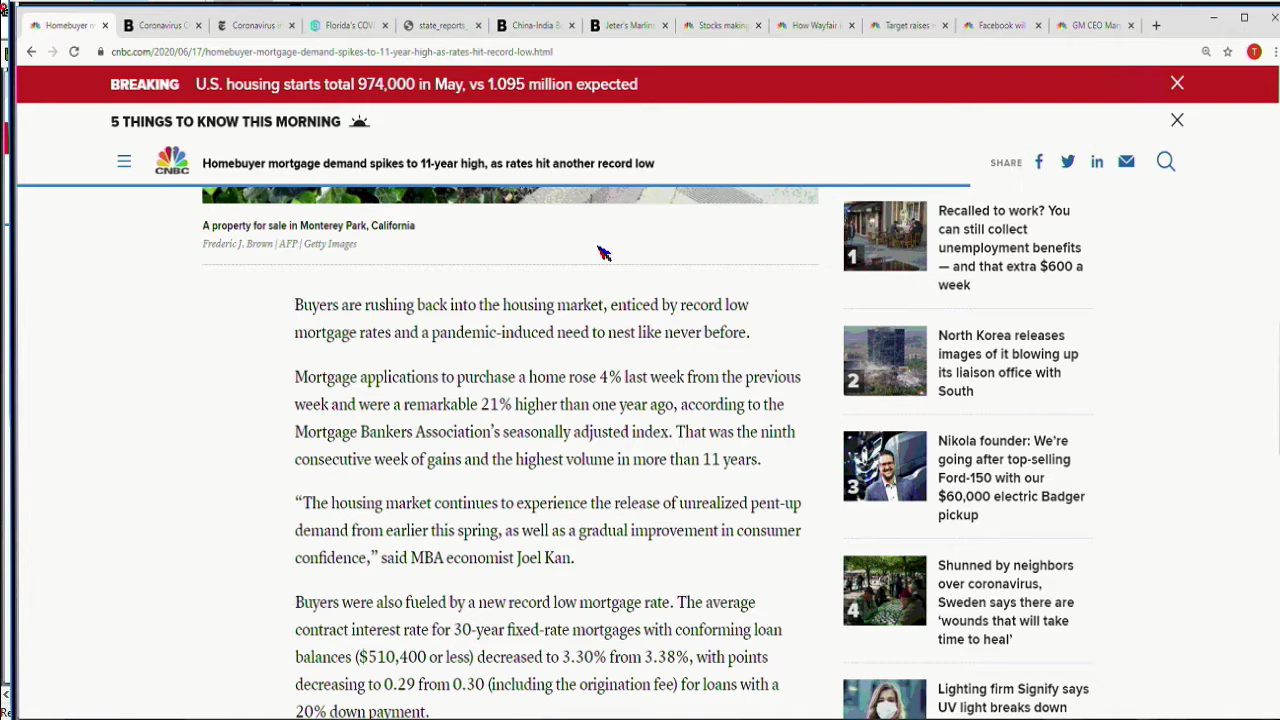 Homebuyer m
Coronavirus C
Coronavirus i
Florida's COV
state_reports_
China-India B
Jeter's Marlin
Stocks making
How Wayfair
Target raises
Facebook will
GM CEO Mar
cnbc.com/2020/06/17/homebuyer-mortgage-demand-spikes-to-11-year-high-as-rates-hit-record-low.html
T
BREAKING U.S. housing starts total 974,000 in May, vs 1.095 million expected
5 THINGS TO KNOW THIS MORNING
CNBC
Homebuyer mortgage demand spikes to 11-year high, as rates hit another record low
SHARE
A property for sale in Monterey Park, California
Frederic J. Brown | AFP | Getty Images
Buyers are rushing back into the housing market, enticed by record low
mortgage rates and a pandemic-induced need to nest like never before.
Mortgage applications to purchase a home rose 4% last week from the previous
week and were a remarkable 21% higher than one year ago, according to the
Mortgage Bankers Association's seasonally adjusted index. That was the ninth
consecutive week of gains and the highest volume in more than 11 years.
“The housing market continues to experience the release of unrealized pent-up
demand from earlier this spring, as well as a gradual improvement in consumer
confidence,” said MBA economist Joel Kan.
Buyers were also fueled by a new record low mortgage rate. The average
contract interest rate for 30-year fixed-rate mortgages with conforming loan
balances ($510,400 or less) decreased to 3.30% from 3.38%, with points
decreasing to 0.29 from 0.30 (including the origination fee) for loans with a
20% down payment.
1
Recalled to work? You
can still collect
unemployment benefits
— and that extra $600 a
week
2
North Korea releases
images of it blowing up
its liaison office with
South
3
Nikola founder: We're
going after top-selling
Ford-150 with our
$60,000 electric Badger
pickup
4
Shunned by neighbors
over coronavirus,
Sweden says there are
‘wounds that will take
time to heal’
Lighting firm Signify says
UV light breaks down
Re